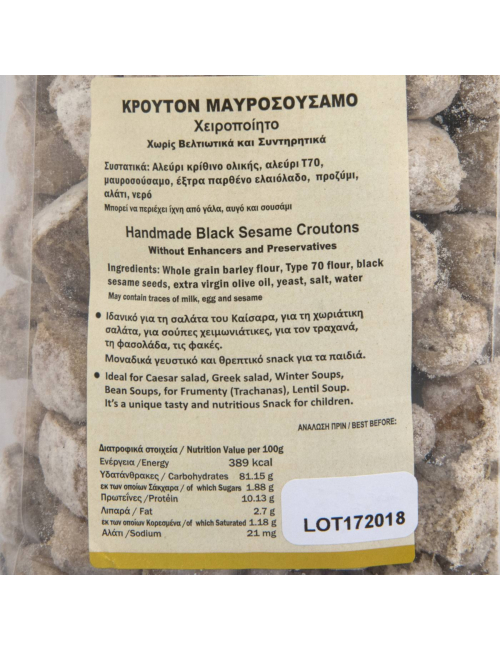 ΚΡΟΥΤΟΝ ΜΑΥΡΟΣΟΥΣΑΜΟ
Χειροποίητο
Χωρίς Βελτιωτικά και Συντηρητικά
Συστατικά: Αλεύρι κρίθινο ολικής, αλεύρι Τ70,
μαυροσούσαμο, έξτρα παρθένο ελαιόλαδο, προζύμι,
αλάτι, νερό
Μπορεί να περιέχει ίχνη από γάλα, αυγό και σουσάμι
Handmade Black Sesame Croutons
Without Enhancers and Preservatives
Ingredients: Whole grain barley flour, Type 70 flour, black
sesame seeds, extra virgin olive oil, yeast, salt, water
May contain traces of milk, egg and sesame
• Ιδανικό για τη σαλάτα του Καίσαρα, για τη χωριάτικη
σαλάτα, για σούπες χειμωνιάτικες, για τον τραχανά,
τη φασολάδα, τις φακές.
Μοναδικά γευστικό και θρεπτικό snack για τα παιδιά.
• Ideal for Caesar salad, Greek salad, Winter Soups,
Bean Soups, for Frumenty (Trachanas), Lentil Soup.
It's a unique tasty and nutritious Snack for children.
ΑΝΑΛΩΣΗ ΠΡΙΝ / BEST BEFORE:
Διατροφικά στοιχεία / Nutrition Value per 100g
Ενέργεια /Energy 389 kcal
Υδατάνθρακες / Carbohydrates 81.15 g
εκ των οποίων Σάκχαρα / of which Sugars 1.88 g
Πρωτεΐνες /Protéin 10.13 g
Λιπαρά / Fat 2.7 g
εκ των οποίων Κορεσμένα /of which Saturated 1.18 g
Αλάτι /Sodium 21 mg
LOT172018